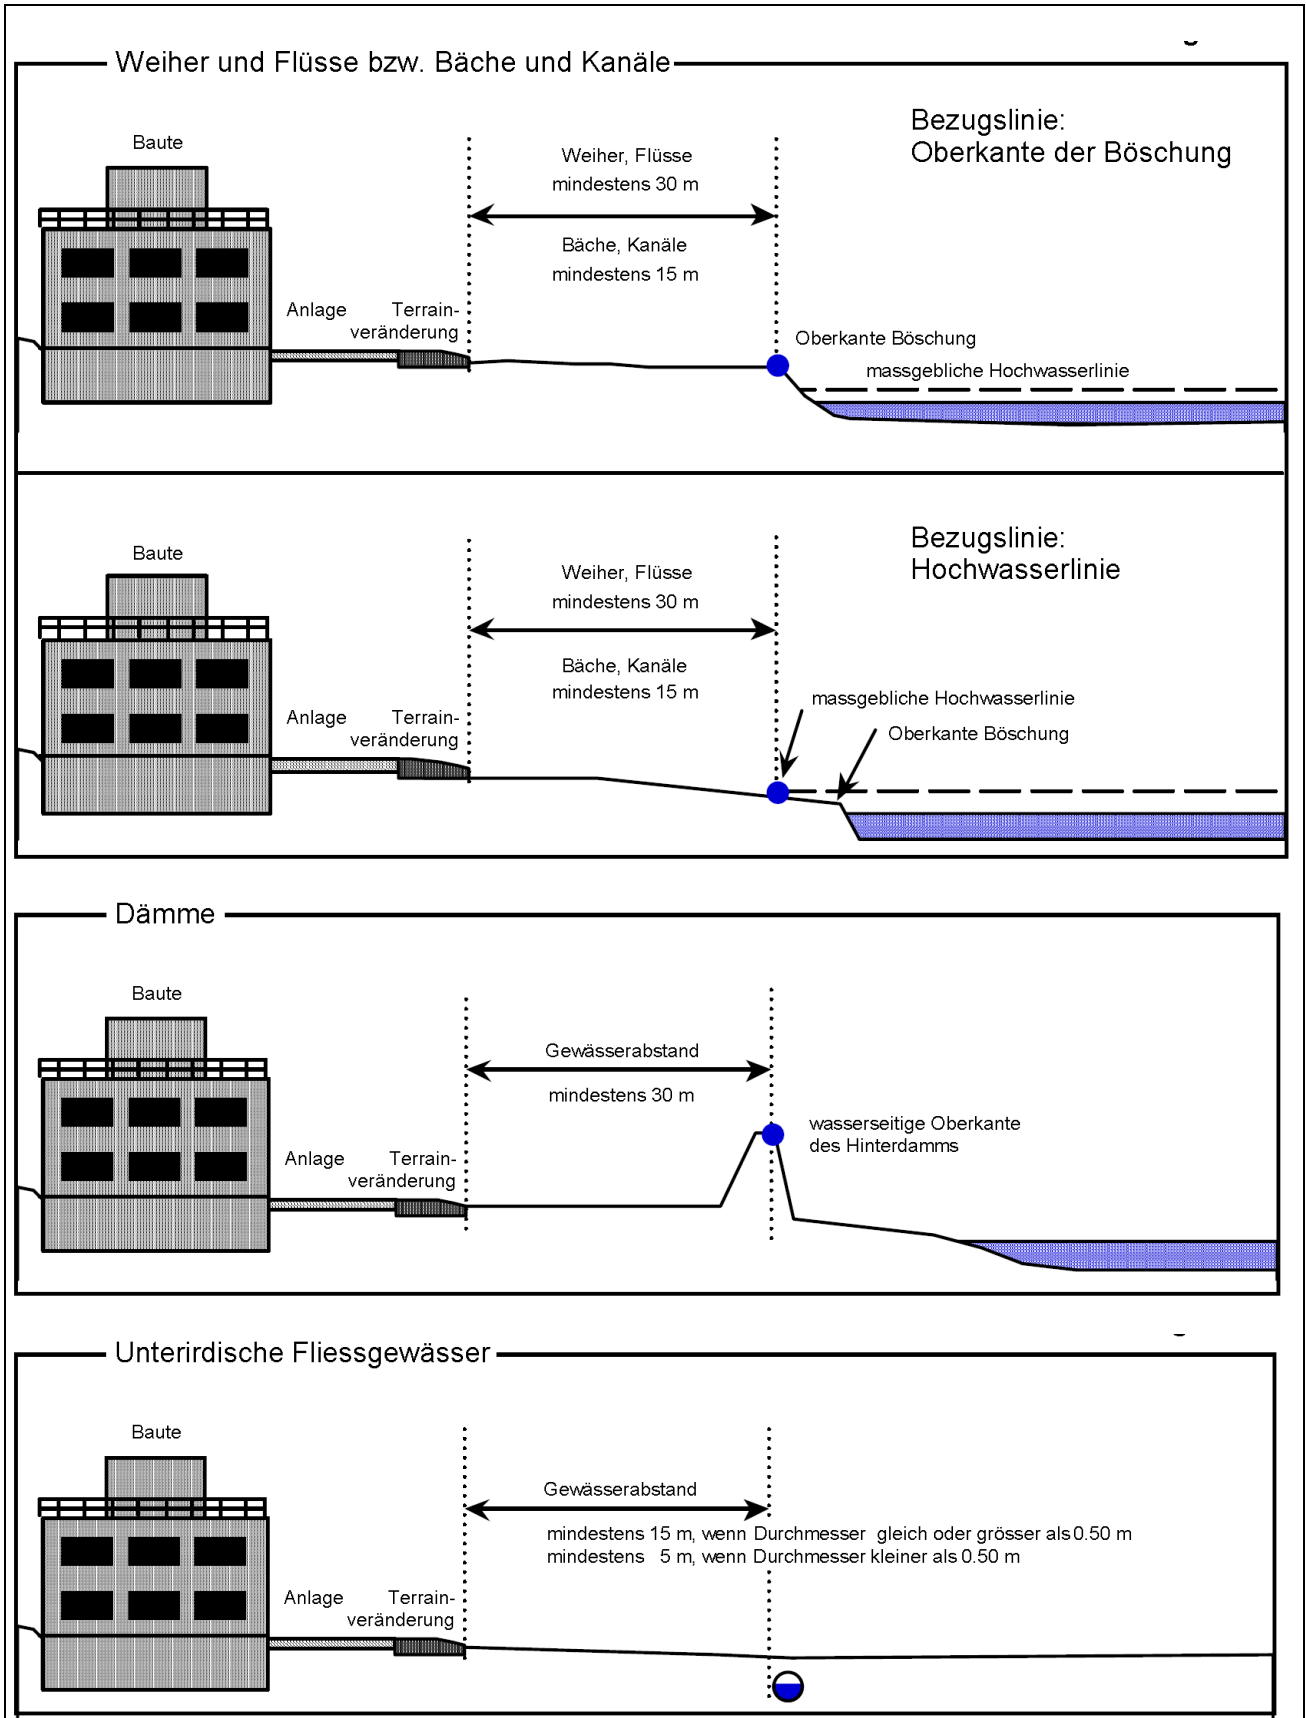 Weiher und Flüsse bzw. Bäche und Kanäle
Bezugslinie:
Oberkante der Böschung
Baute
Weiher, Flüsse
mindestens 30 m
Bäche, Kanäle
mindestens 15 m
Anlage
Terrain-
veränderung
Oberkante Böschung
massgebliche Hochwasserlinie
Bezugslinie:
Hochwasserlinie
Baute
Weiher, Flüsse
mindestens 30 m
Bäche, Kanäle
mindestens 15 m
Anlage
Terrain-
veränderung
massgebliche Hochwasserlinie
Oberkante Böschung
Dämme
Baute
Gewässerabstand
mindestens 30 m
wasserseitige Oberkante
des Hinterdamms
Anlage
Terrain-
veränderung
Unterirdische Fliessgewässer
Baute
Gewässerabstand
mindestens 15 m, wenn Durchmesser gleich oder grösser als 0.50 m
mindestens 5 m, wenn Durchmesser kleiner als 0.50 m
Anlage
Terrain-
veränderung